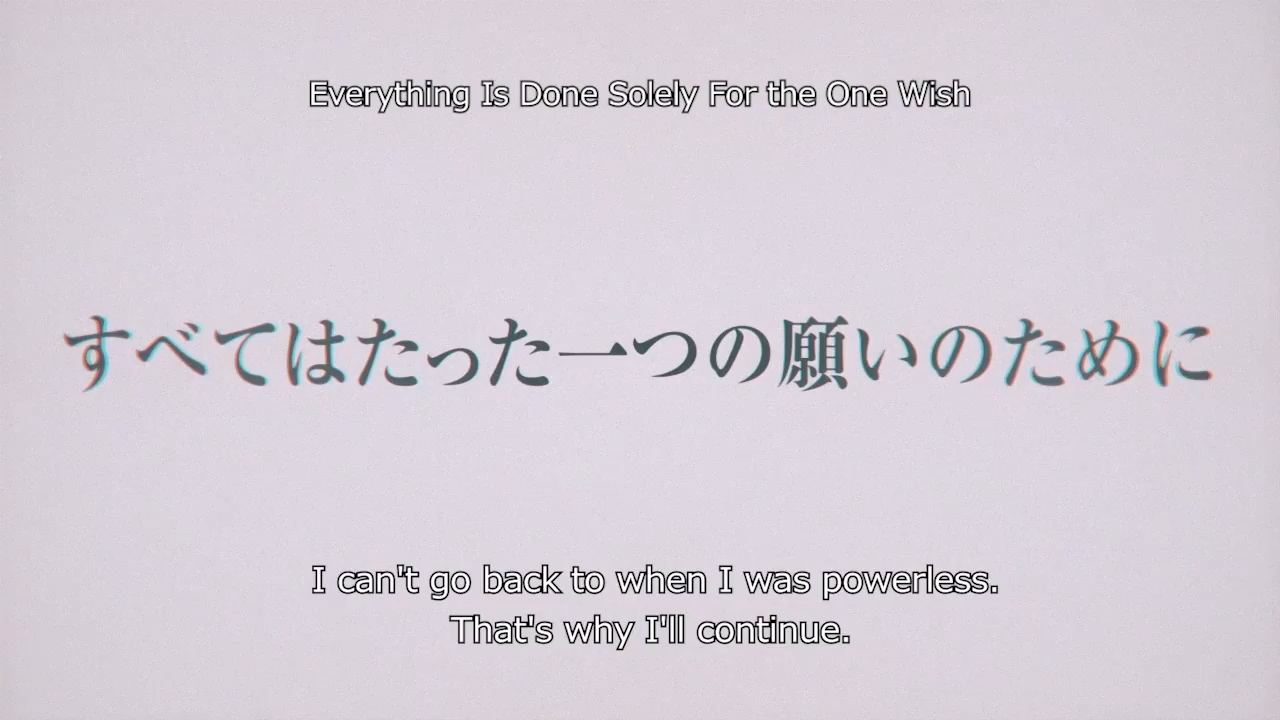 Everything Is Done Solely For the One Wish
すべてはたった一つの願いのために
I can't go back to when I was powerless.
That's why I'll continue.